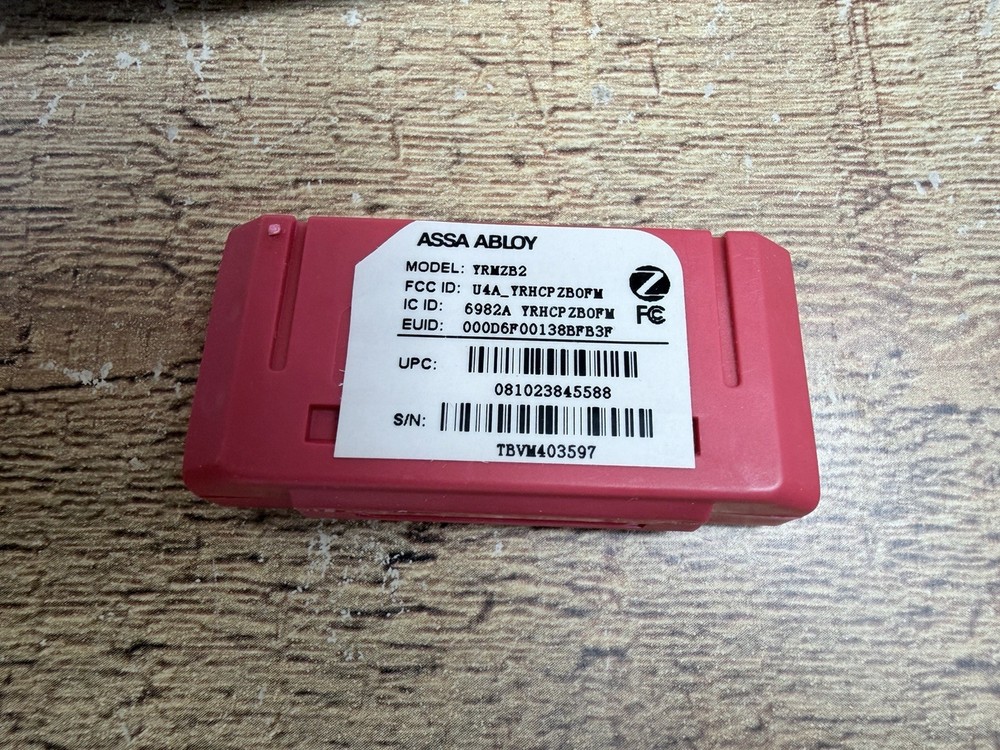 ASSA ABLOY
MODEL: YRMZB2
FCC ID: U4A_YRHCPZB0FM
IC ID: 6982A YRHCPZB0FM
EUID: 000D6F00138BFB3F
FC
UPC:
081023845588
S/N:
TBVM403597